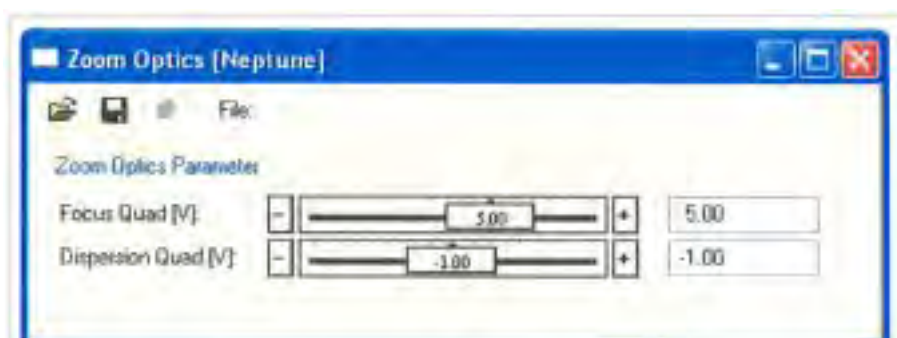 Zoom Optics [Neptune]
File:
Zoom Optics Parameter
Focus Quad [V]: - 5.00 + 5.00
Dispersion Quad [V]: - -1.00 + -1.00